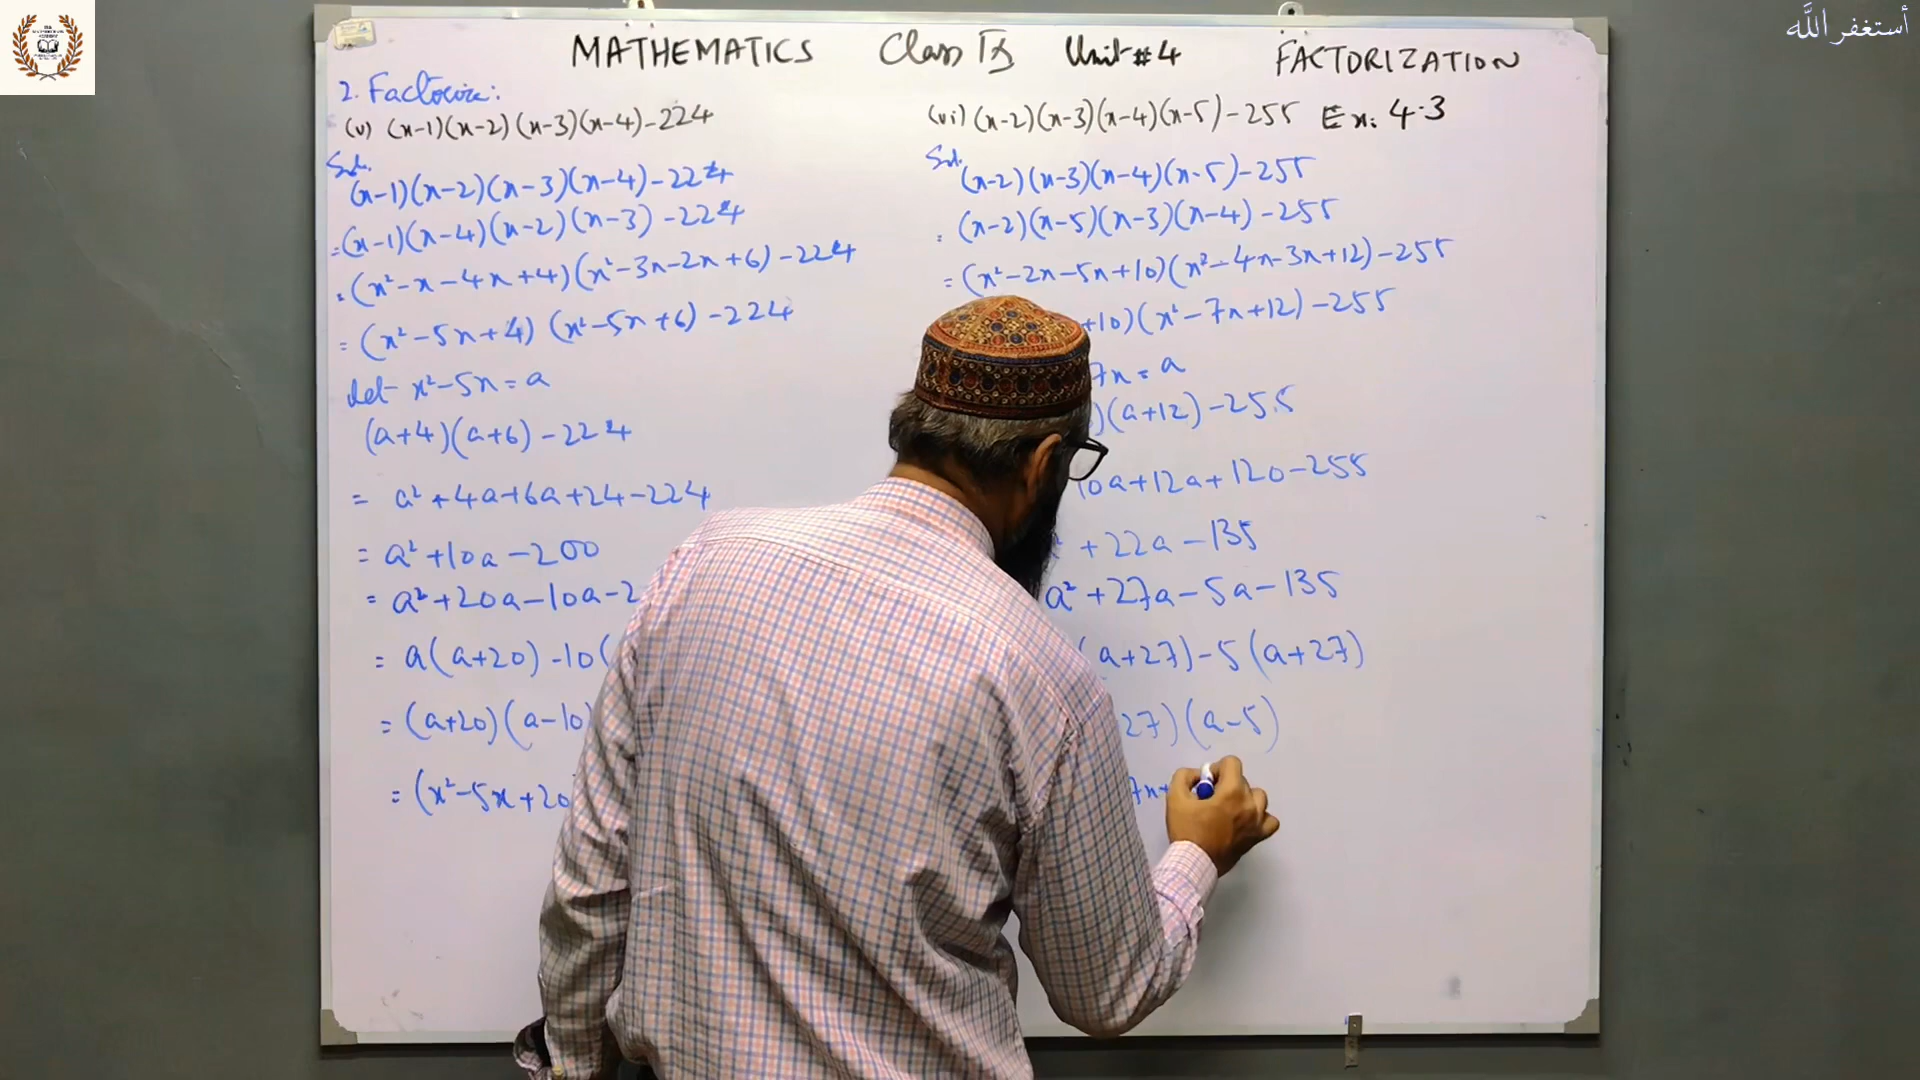 أستغفر الله
MATHEMATICS Class IX Unit #4 FACTORIZATION
2. Factorize:
(v) (x-1)(x-2)(x-3)(x-4)-224
Sol.
(x-1)(x-2)(x-3)(x-4)-224
=(x-1)(x-4)(x-2)(x-3)-224
=(x²-x-4x+4)(x²-3x-2x+6)-224
=(x²-5x+4)(x²-5x+6)-224
let x²-5x=a
(a+4)(a+6)-224
= a²+4a+6a+24-224
= a²+10a-200
= a²+20a-10a-2
= a(a+20)-10(
= (a+20)(a-10)
= (x²-5x+20
(vi) (x-2)(x-3)(x-4)(x-5)-255 Ex: 4.3
Sol.
(x-2)(x-3)(x-4)(x-5)-255
= (x-2)(x-5)(x-3)(x-4)-255
=(x²-2x-5x+10)(x²-4x-3x+12)-255
+10)(x²-7x+12)-255
7x=a
)(a+12)-255
10a+12a+120-255
² +22a-135
a²+27a-5a-135
(a+27)-5(a+27)
27)(a-5)
7x+